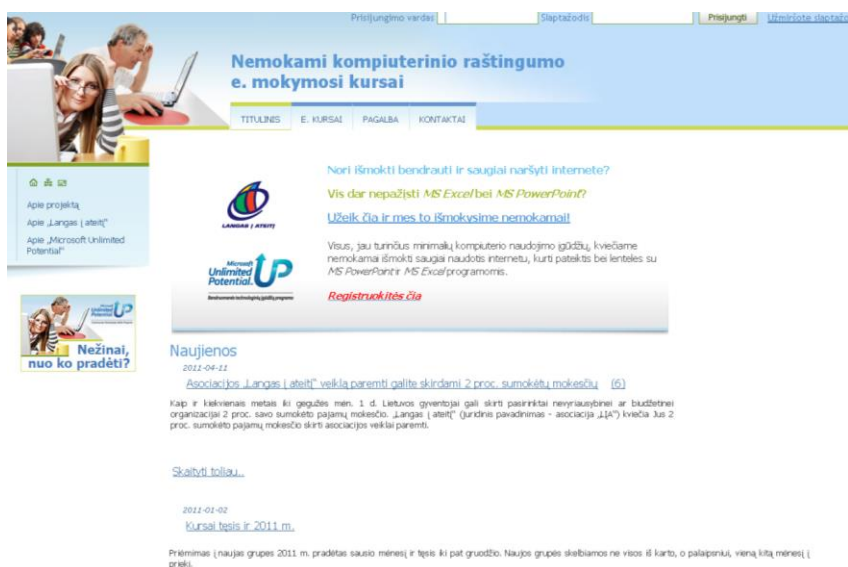 Prisijungimo vardas Slaptažodis Prisijungti Užmiršote slaptažo
Nemokami kompiuterinio raštingumo
e. mokymosi kursai
TITULINIS E. KURSAI PAGALBA KONTAKTAI
Apie projektą
Apie „Langas į ateitį"
Apie „Microsoft Unlimited
Potential"
Nežinai,
nuo ko pradėti?
LANGAS Į ATEITĮ
Microsoft
Unlimited
Potential.
Bendruomenės technologinių įgūdžių programa
Nori išmokti bendrauti ir saugiai naršyti internete?
Vis dar nepažįsti MS Excel bei MS PowerPoint?
Užeik čia ir mes to išmokysime nemokamai!
Visus, jau turinčius minimalių kompiuterio naudojimo įgūdžių, kviečiame
nemokamai išmokti saugiai naudotis internetu, kurti pateiktis bei lenteles su
MS PowerPoint ir MS Excel programomis.
Registruokitės čia
Naujienos
2011-04-11
Asociacijos „Langas į ateitį" veiklą paremti galite skirdami 2 proc. sumokėtų mokesčių (6)
Kaip ir kiekvienais metais iki gegužės mėn. 1 d. Lietuvos gyventojai gali skirti pasirinktai nevyriausybinei ar biudžetinei
organizacijai 2 proc. savo sumokėto pajamų mokesčio. „Langas į ateitį" (juridinis pavadinimas - asociacija „LĮA") kviečia Jus 2
proc. sumokėto pajamų mokesčio skirti asociacijos veiklai paremti.
Skaityti toliau...
2011-01-02
Kursai tęsis ir 2011 m.
Priėmimas į naujas grupes 2011 m. pradėtas sausio mėnesį ir tęsis iki pat gruodžio. Naujos grupės skelbiamos ne visos iš karto, o palaipsniui, vieną kitą mėnesį į
priekį.